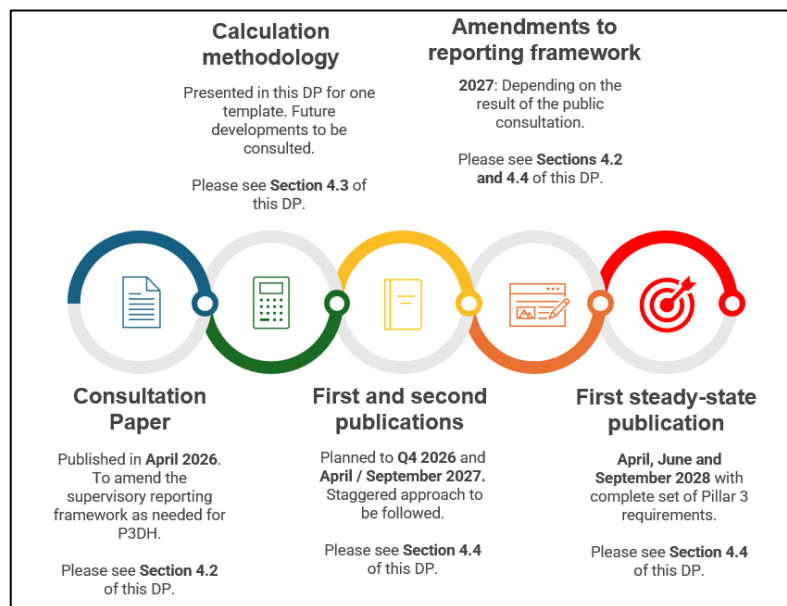 Calculation
methodology
Presented in this DP for one
template. Future
developments to be
consulted.
Please see Section 4.3 of
this DP.
Amendments to
reporting framework
2027: Depending on the
result of the public
consultation.
Please see Sections 4.2
and 4.4 of this DP.
Consultation
Paper
Published in April 2026.
To amend the
supervisory reporting
framework as needed for
P3DH.
Please see Section 4.2
of this DP.
First and second
publications
Planned to Q4 2026 and
April / September 2027.
Staggered approach to
be followed.
Please see Section 4.4
of this DP.
First steady-state
publication
April, June and
September 2028 with
complete set of Pillar 3
requirements.
Please see Section 4.4
of this DP.